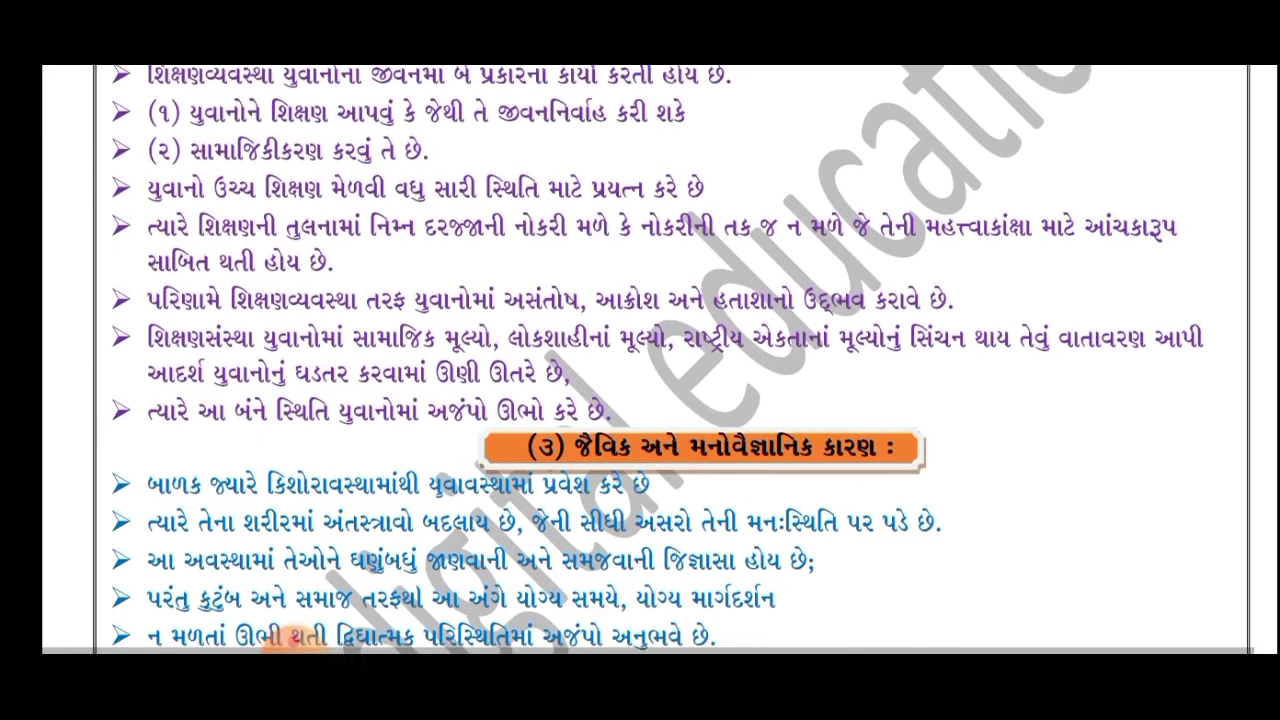 ➤ શિક્ષણવ્યવસ્થા યુવાનોના જીવનમાં બે પ્રકારના કાર્યો કરતી હોય છે.
➤ (૧) યુવાનોને શિક્ષણ આપવું કે જેથી તે જીવનનિર્વાહ કરી શકે
➤ (૨) સામાજિકીકરણ કરવું તે છે.
➤ યુવાનો ઉચ્ચ શિક્ષણ મેળવી વધુ સારી સ્થિતિ માટે પ્રયત્ન કરે છે
➤ ત્યારે શિક્ષણની તુલનામાં નિમ્ન દરજ્જાની નોકરી મળે કે નોકરીની તક જ ન મળે જે તેની મહત્ત્વાકાંક્ષા માટે આંચકારૂપ
સાબિત થતી હોય છે.
➤ પરિણામે શિક્ષણવ્યવસ્થા તરફ યુવાનોમાં અસંતોષ, આક્રોશ અને હતાશાનો ઉદ્દ્ભવ કરાવે છે.
➤ શિક્ષણસંસ્થા યુવાનોમાં સામાજિક મૂલ્યો, લોકશાહીનાં મૂલ્યો, રાષ્ટ્રીય એકતાનાં મૂલ્યોનું સિંચન થાય તેવું વાતાવરણ આપી
આદર્શ યુવાનોનું ઘડતર કરવામાં ઊણી ઊતરે છે,
➤ ત્યારે આ બંને સ્થિતિ યુવાનોમાં અજંપો ઊભો કરે છે.
(૩) જૈવિક અને મનોવૈજ્ઞાનિક કારણ :
➤ બાળક જ્યારે કિશોરાવસ્થામાંથી યુવાવસ્થામાં પ્રવેશ કરે છે
➤ ત્યારે તેના શરીરમાં અંતસ્ત્રાવો બદલાય છે, જેની સીધી અસરો તેની મનઃસ્થિતિ પર પડે છે.
➤ આ અવસ્થામાં તેઓને ઘણુંબધું જાણવાની અને સમજવાની જિજ્ઞાસા હોય છે;
➤ પરંતુ કુટુંબ અને સમાજ તરફથી આ અંગે યોગ્ય સમયે, યોગ્ય માર્ગદર્શન
➤ ન મળતાં ઊભી થતી દ્વિધાત્મક પરિસ્થિતિમાં અજંપો અનુભવે છે.
digital education